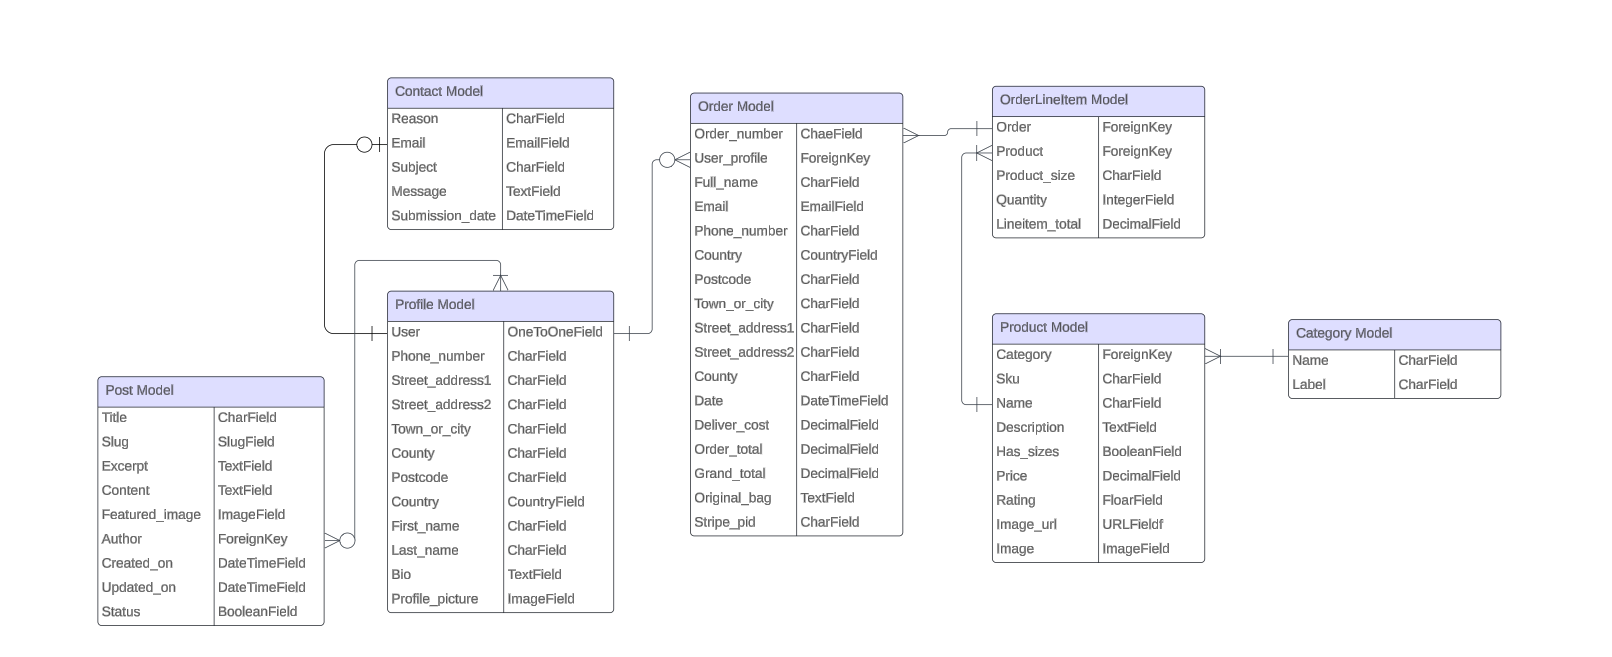 Contact Model
Reason CharField
Email EmailField
Subject CharField
Message TextField
Submission_date DateTimeField
Profile Model
User OneToOneField
Phone_number CharField
Street_address1 CharField
Street_address2 CharField
Town_or_city CharField
County CharField
Postcode CharField
Country CountryField
First_name CharField
Last_name CharField
Bio TextField
Profile_picture ImageField
Post Model
Title CharField
Slug SlugField
Excerpt TextField
Content TextField
Featured_image ImageField
Author ForeignKey
Created_on DateTimeField
Updated_on DateTimeField
Status BooleanField
Order Model
Order_number ChaeField
User_profile ForeignKey
Full_name CharField
Email EmailField
Phone_number CharField
Country CountryField
Postcode CharField
Town_or_city CharField
Street_address1 CharField
Street_address2 CharField
County CharField
Date DateTimeField
Deliver_cost DecimalField
Order_total DecimalField
Grand_total DecimalField
Original_bag TextField
Stripe_pid CharField
OrderLineItem Model
Order ForeignKey
Product ForeignKey
Product_size CharField
Quantity IntegerField
Lineitem_total DecimalField
Product Model
Category ForeignKey
Sku CharField
Name CharField
Description TextField
Has_sizes BooleanField
Price DecimalField
Rating FloarField
Image_url URLFieldf
Image ImageField
Category Model
Name CharField
Label CharField